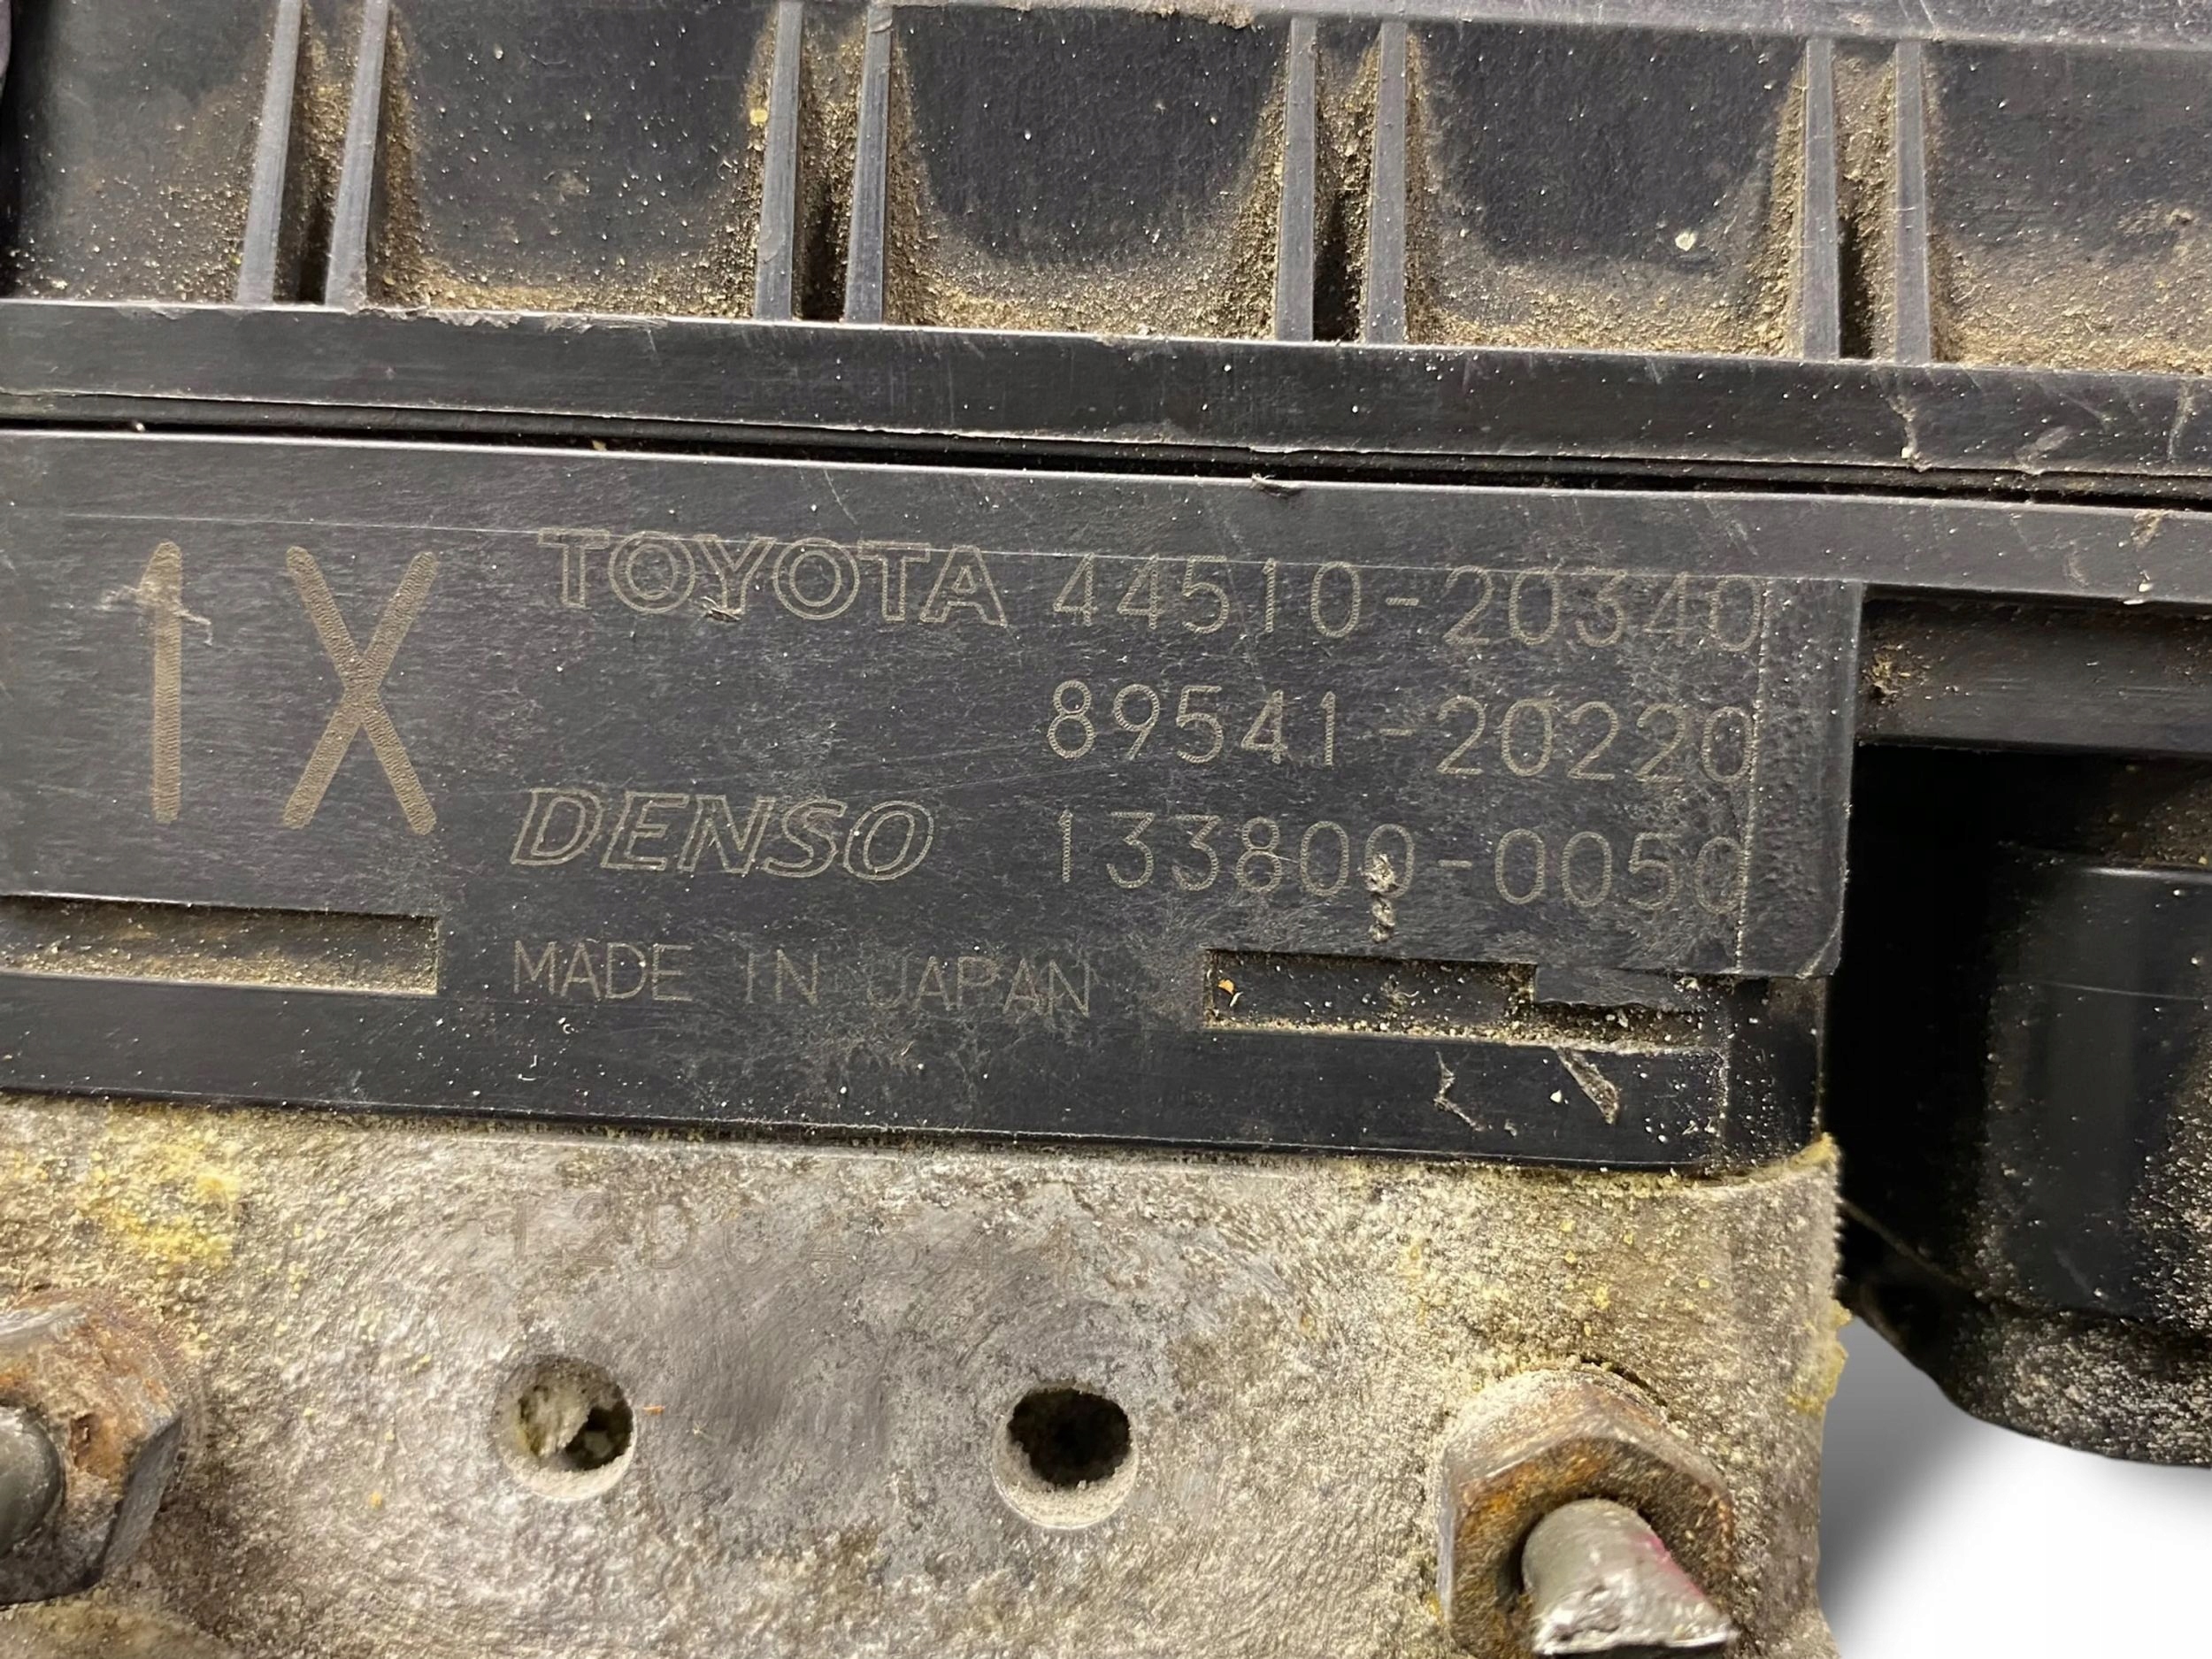 1X
TOYOTA 44510-20340
89541-20220
DENSO 133800-0050
MADE IN JAPAN